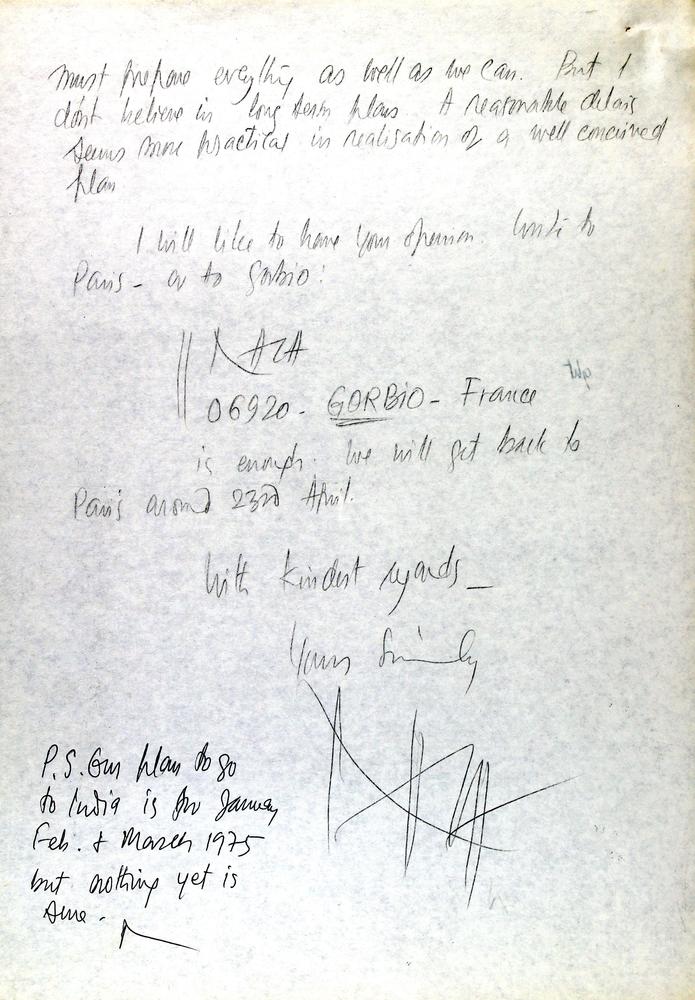 must prepare everything as well as we can. But I
don't believe in long term plans. A reasonable delais
seems more practical in realisation of a well conceived
plan
I will like to have your opinion. Write to
Paris - or to Gorbio:
RAZA
06920 - GORBIO - France
is enough. We will get back to
Paris around 23rd April.
With kindest regards -
Yours Sincerely
P.S. Our plan to go
to India is for January
Feb. & March 1975
but nothing yet is
sure.